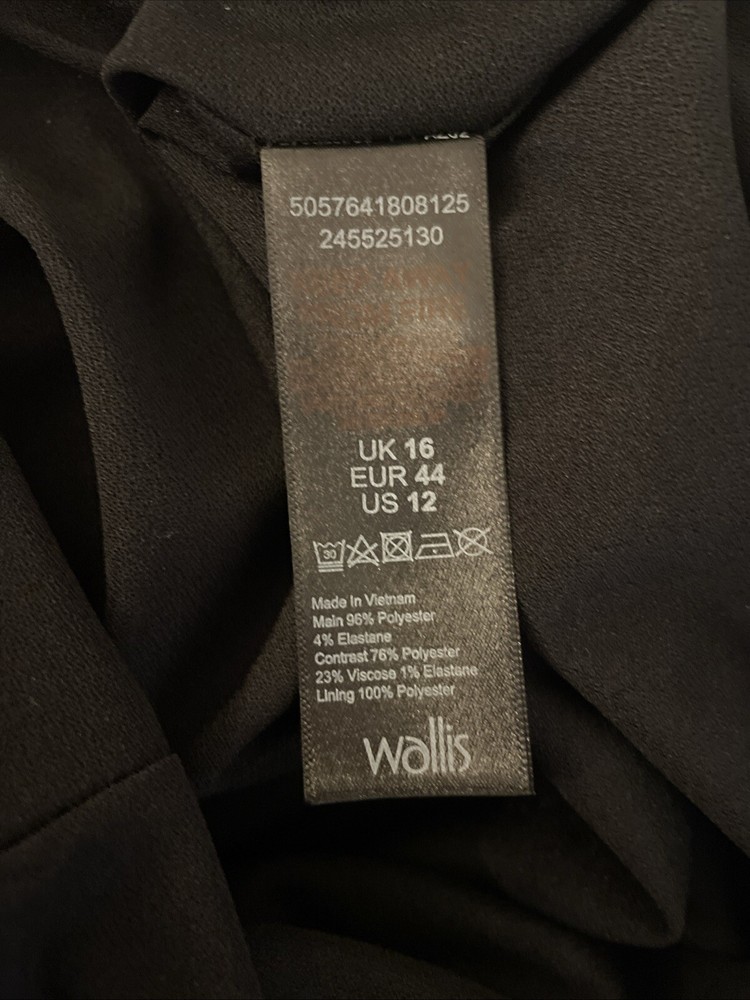 5057641808125
245525130
UK 16
EUR 44
US 12
30
Made in Vietnam
Main 96% Polyester
4% Elastane
Contrast 76% Polyester
23% Viscose 1% Elastane
Lining 100% Polyester
wallis